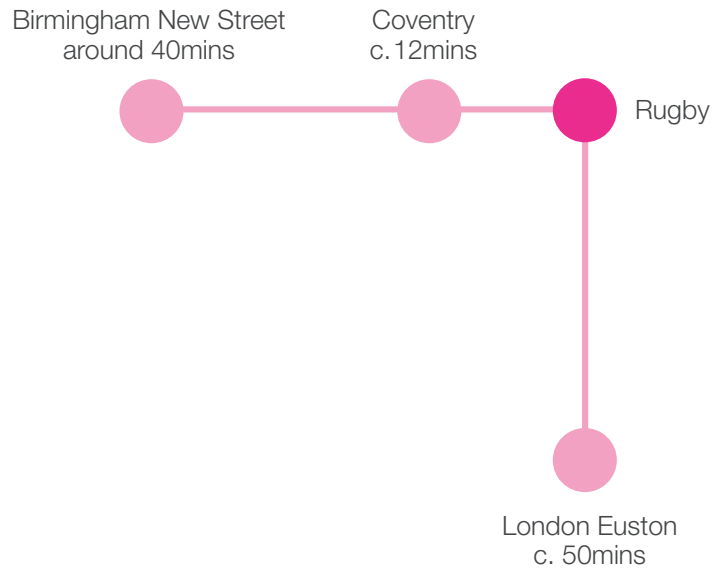 Birmingham New Street
around 40mins
Coventry
c.12mins
Rugby
London Euston
c. 50mins